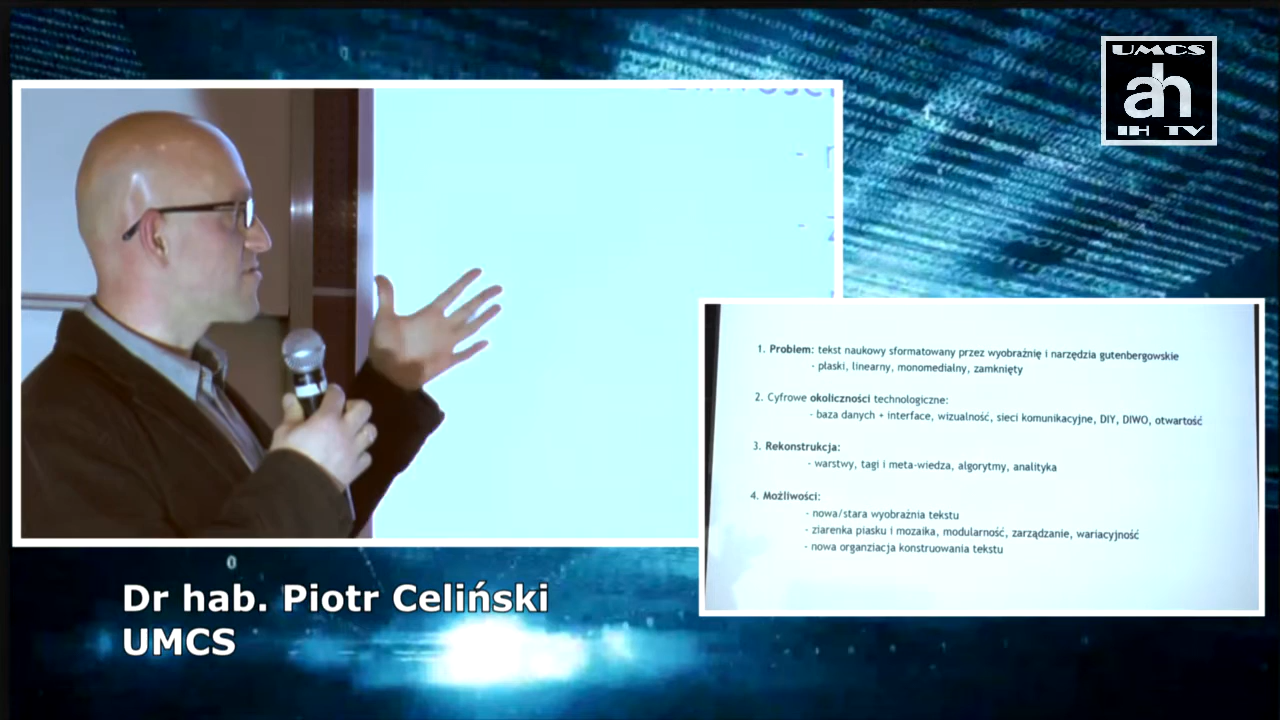 UMCS
ah
IH TV
1. Problem: tekst naukowy sformatowany przez wyobraźnię i narzędzia gutenbergowskie
- płaski, linearny, monomedialny, zamknięty
2. Cyfrowe okoliczności technologiczne:
- baza danych + interface, wizualność, sieci komunikacyjne, DIY, DIWO, otwartość
3. Rekonstrukcja:
- warstwy, tagi i meta-wiedza, algorytmy, analityka
4. Możliwości:
- nowa/stara wyobraźnia tekstu
- ziarenka piasku i mozaika, modularność, zarządzanie, wariacyjność
- nowa organziacja konstruowania tekstu
Dr hab. Piotr Celiński
UMCS